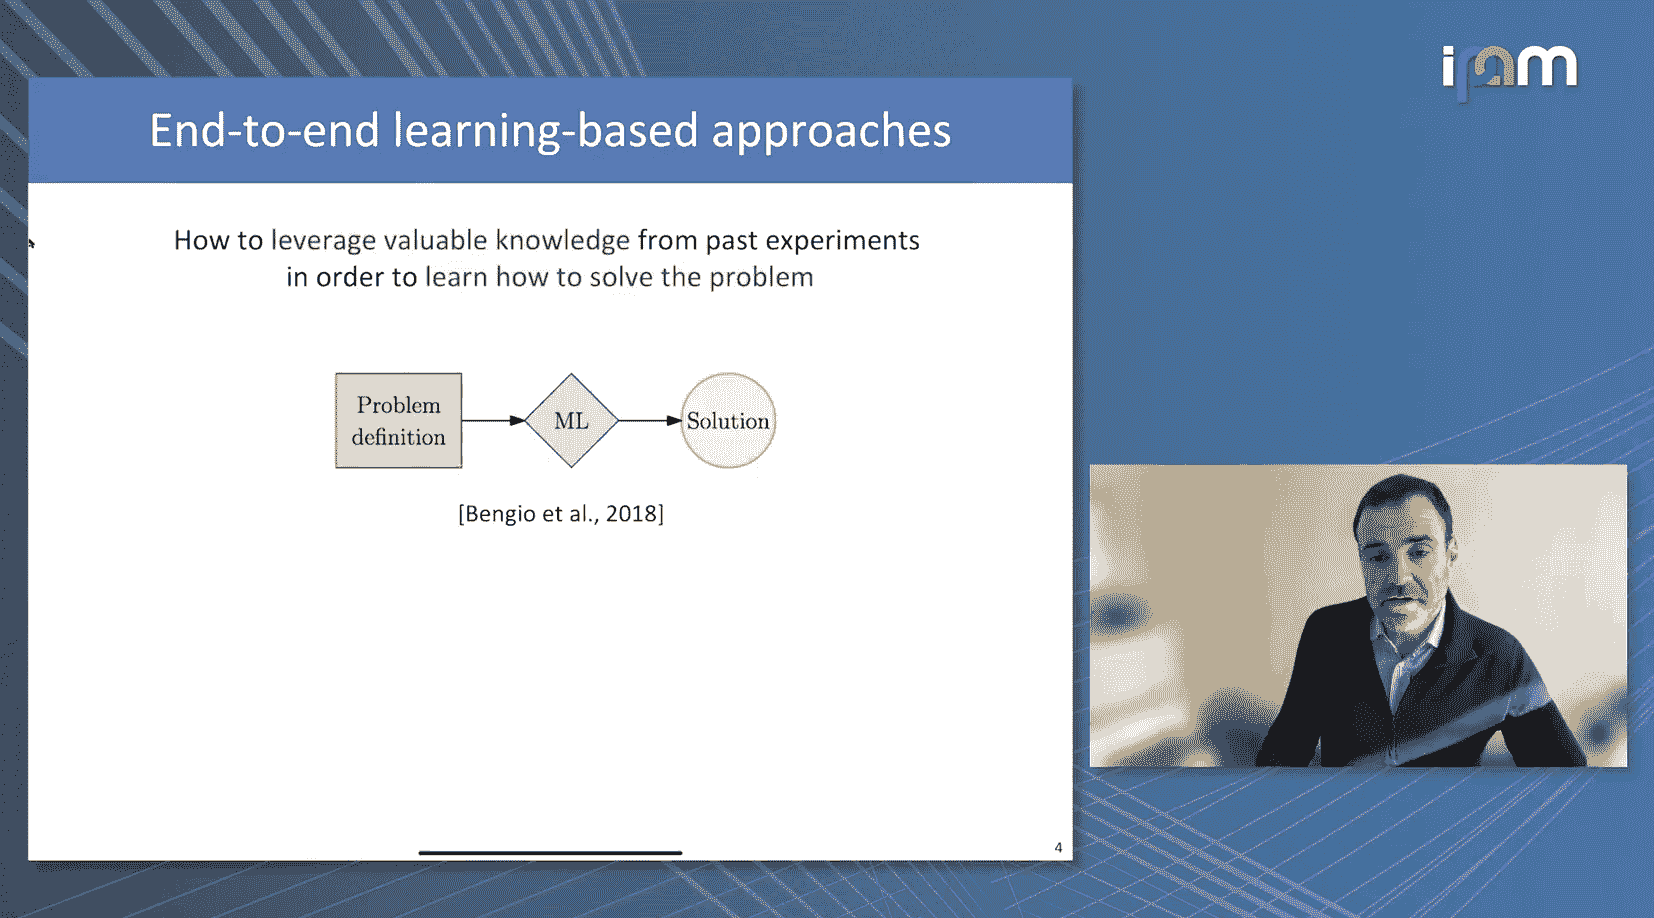 ipam
End-to-end learning-based approaches
How to leverage valuable knowledge from past experiments
in order to learn how to solve the problem
Problem
definition
ML
Solution
[Bengio et al., 2018]
4